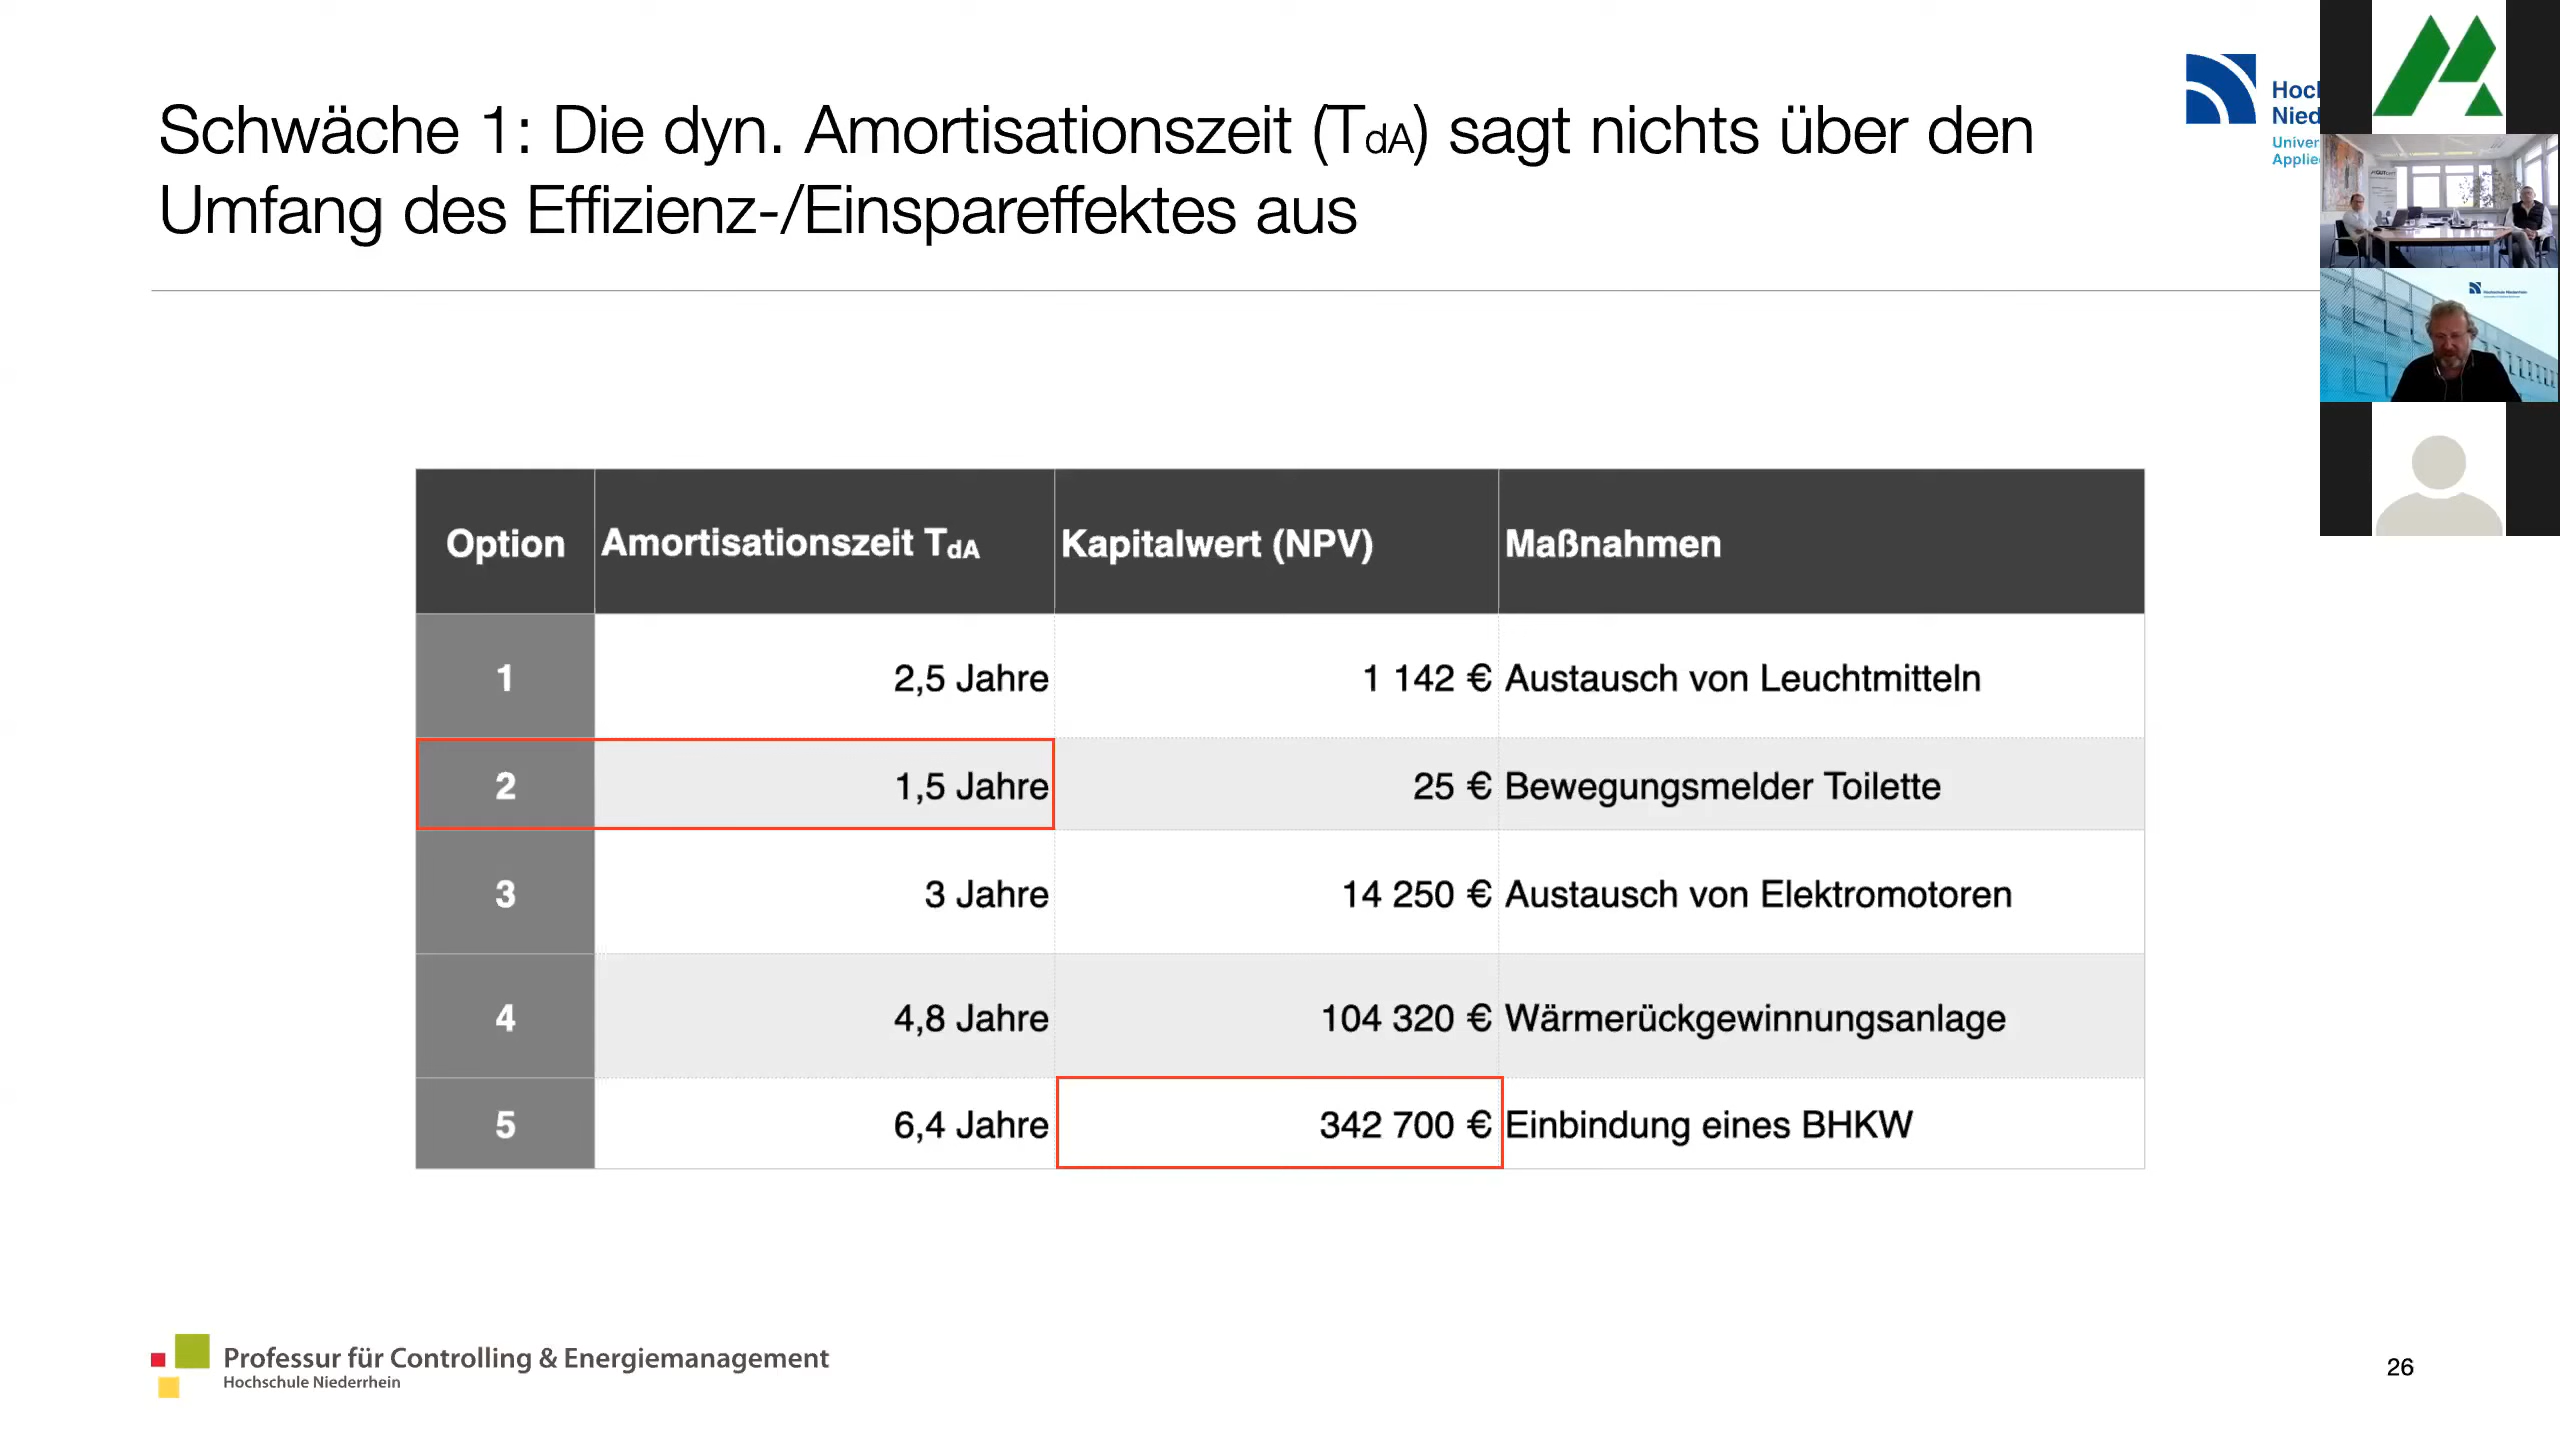 Schwäche 1: Die dyn. Amortisationszeit (TdA) sagt nichts über den
Umfang des Effizienz-/Einspareffektes aus
Option Amortisationszeit TdA Kapitalwert (NPV) Maßnahmen
1 2,5 Jahre 1 142 € Austausch von Leuchtmitteln
2 1,5 Jahre 25 € Bewegungsmelder Toilette
3 3 Jahre 14 250 € Austausch von Elektromotoren
4 4,8 Jahre 104 320 € Wärmerückgewinnungsanlage
5 6,4 Jahre 342 700 € Einbindung eines BHKW
Professur für Controlling & Energiemanagement
Hochschule Niederrhein
26